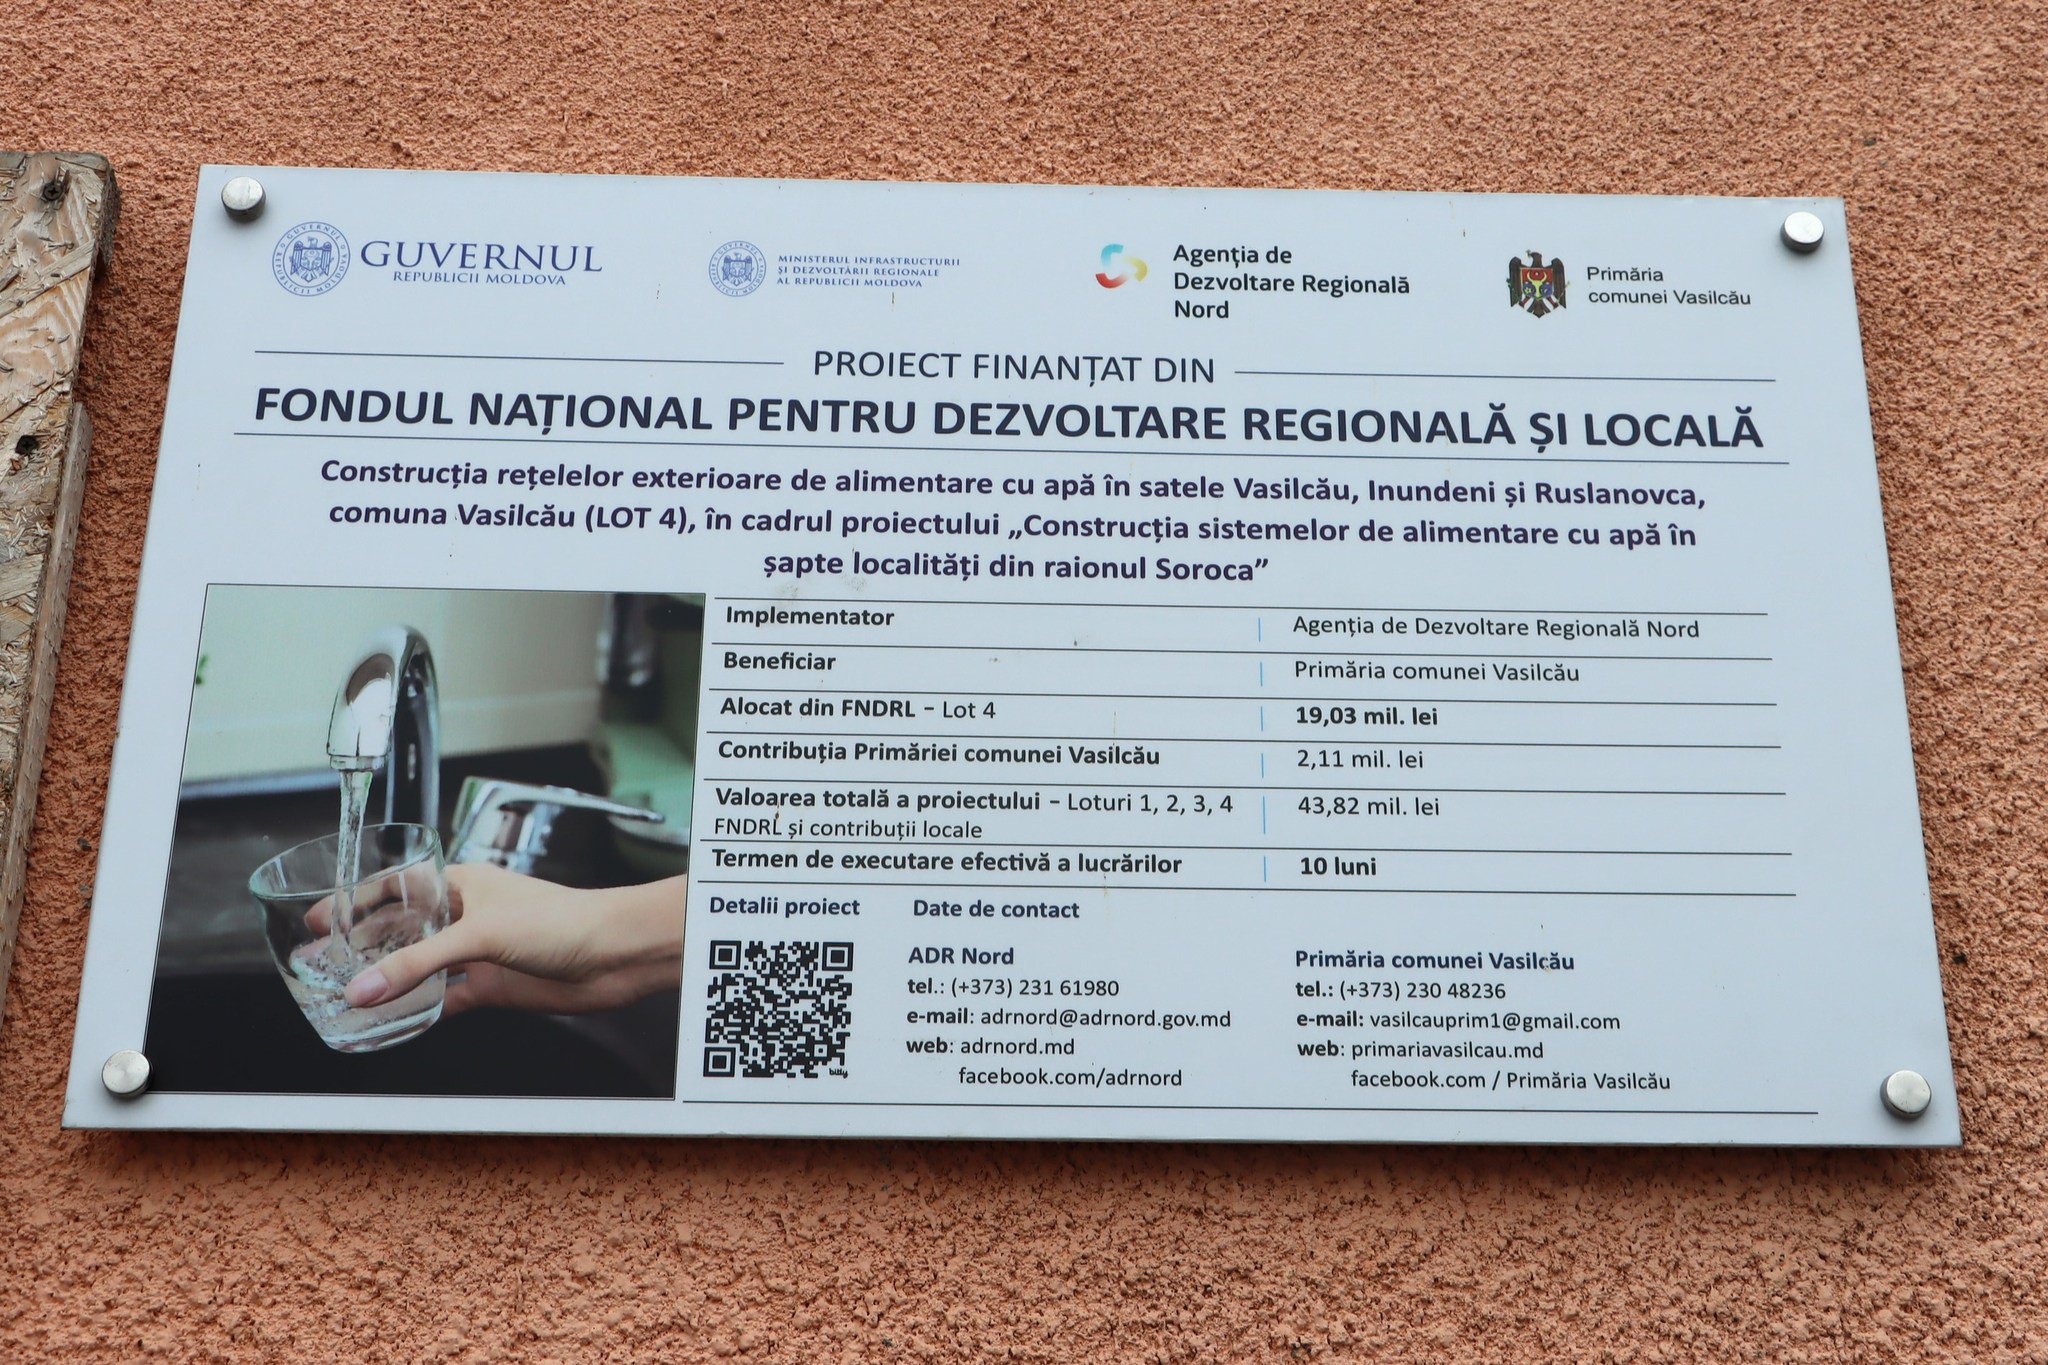 GUVERNUL
REPUBLICII MOLDOVA
MINISTERUL INFRASTRUCTURII
ȘI DEZVOLTĂRII REGIONALE
AL REPUBLICII MOLDOVA
Agenția de
Dezvoltare Regională
Nord
Primăria
comunei Vasilcău
PROIECT FINANȚAT DIN
FONDUL NAȚIONAL PENTRU DEZVOLTARE REGIONALĂ ȘI LOCALĂ
Construcția rețelelor exterioare de alimentare cu apă în satele Vasilcău, Inundeni și Ruslanovca,
comuna Vasilcău (LOT 4), în cadrul proiectului „Construcția sistemelor de alimentare cu apă în
șapte localități din raionul Soroca”
Implementator Agenția de Dezvoltare Regională Nord
Beneficiar Primăria comunei Vasilcău
Alocat din FNDRL – Lot 4 19,03 mil. lei
Contribuția Primăriei comunei Vasilcău 2,11 mil. lei
Valoarea totală a proiectului – Loturi 1, 2, 3, 4 43,82 mil. lei
FNDRL și contribuții locale
Termen de executare efectivă a lucrărilor 10 luni
Detalii proiect
bitly
Date de contact
ADR Nord
tel.: (+373) 231 61980
e-mail: adrnord@adrnord.gov.md
web: adrnord.md
facebook.com/adrnord
Primăria comunei Vasilcău
tel.: (+373) 230 48236
e-mail: vasilcauprim1@gmail.com
web: primariavasilcau.md
facebook.com / Primăria Vasilcău